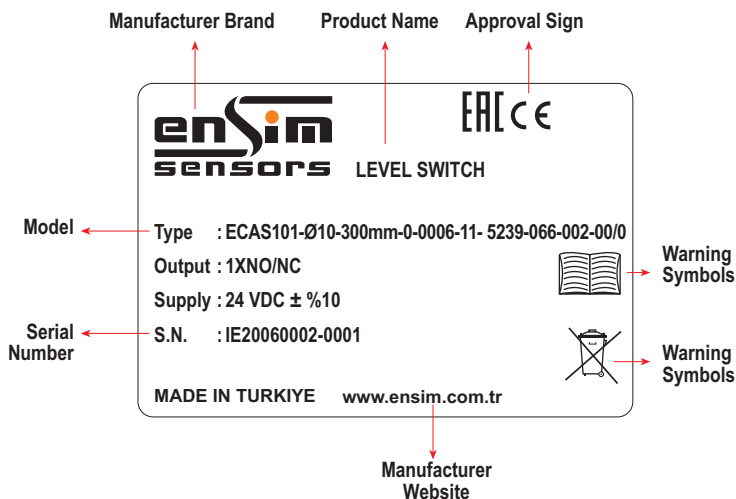 Manufacturer Brand
Product Name
Approval Sign
ensim
sensors
EAC CE
LEVEL SWITCH
Model
Type : ECAS101-Ø10-300mm-0-0006-11- 5239-066-002-00/0
Output : 1XNO/NC
Warning
Symbols
Supply : 24 VDC ± %10
Serial
Number
S.N. : IE20060002-0001
Warning
Symbols
MADE IN TURKIYE www.ensim.com.tr
Manufacturer
Website